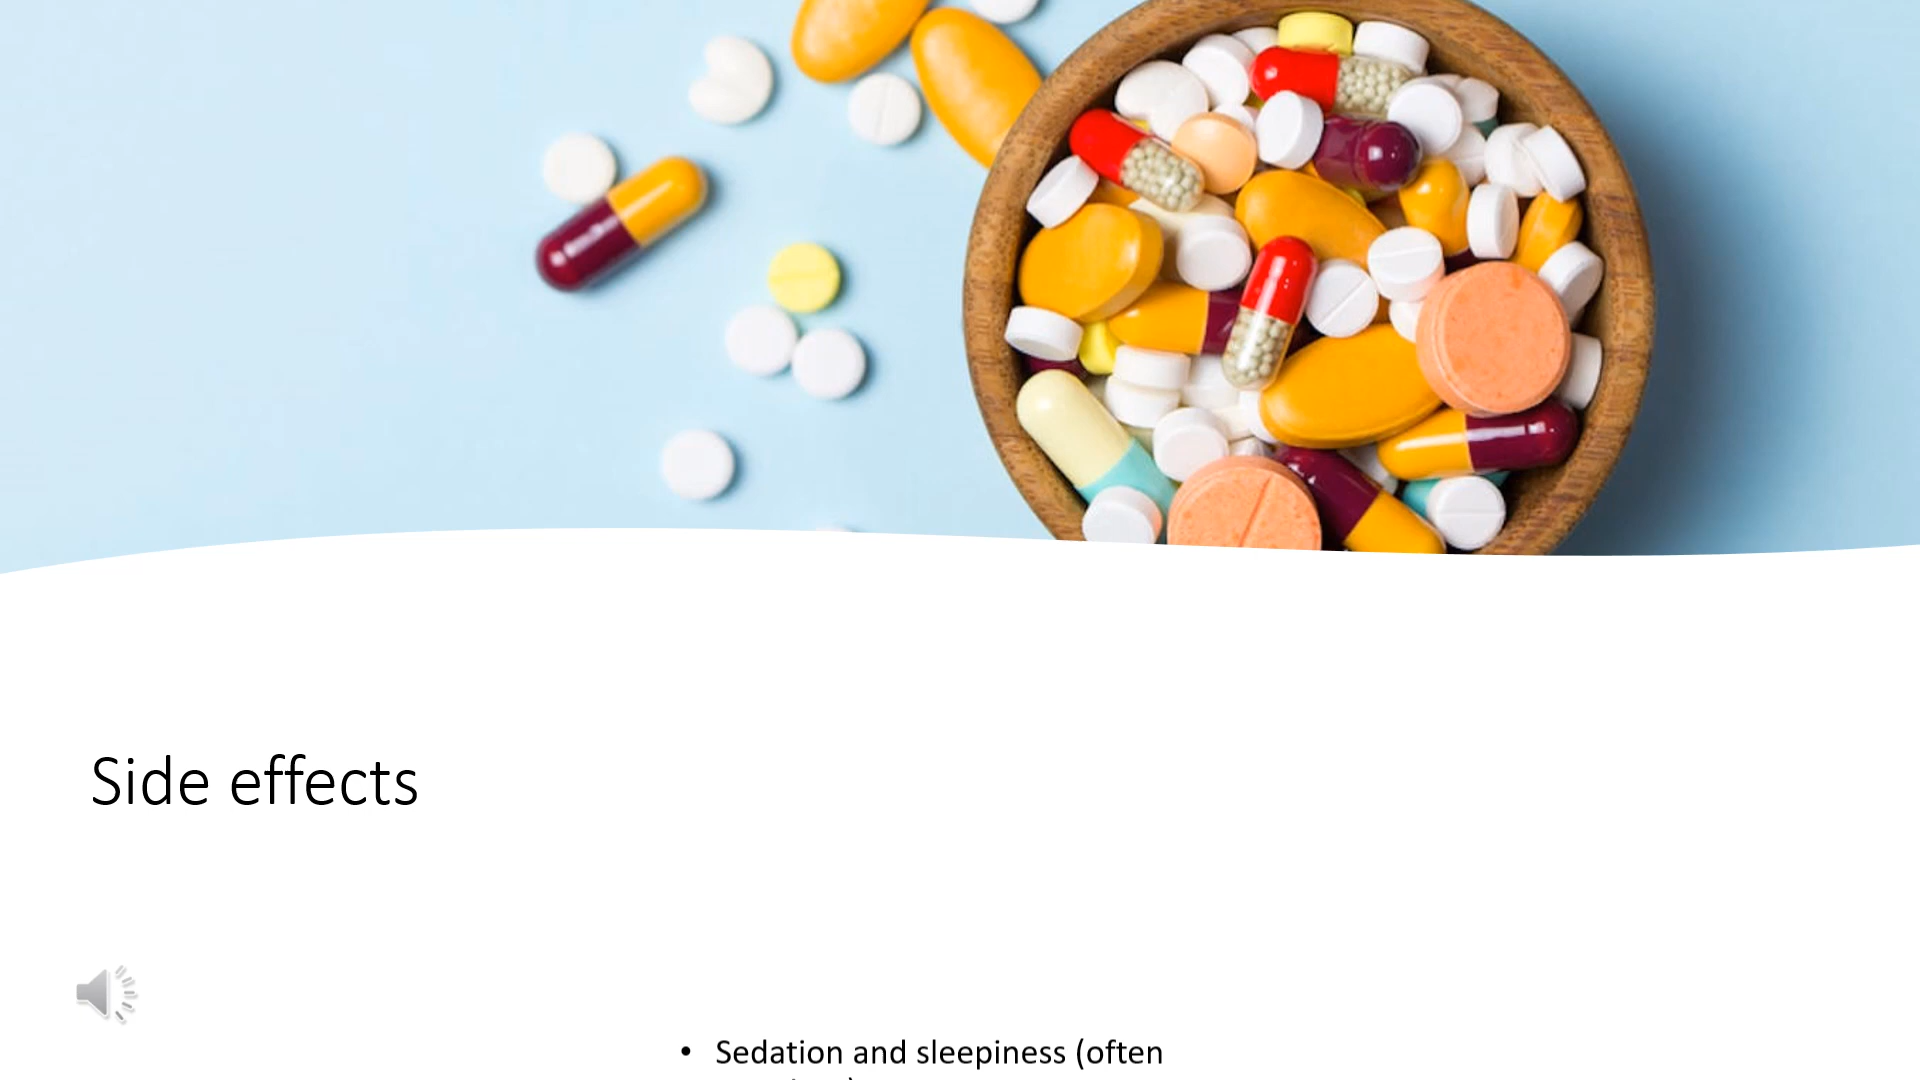 Side effects
• Sedation and sleepiness (often